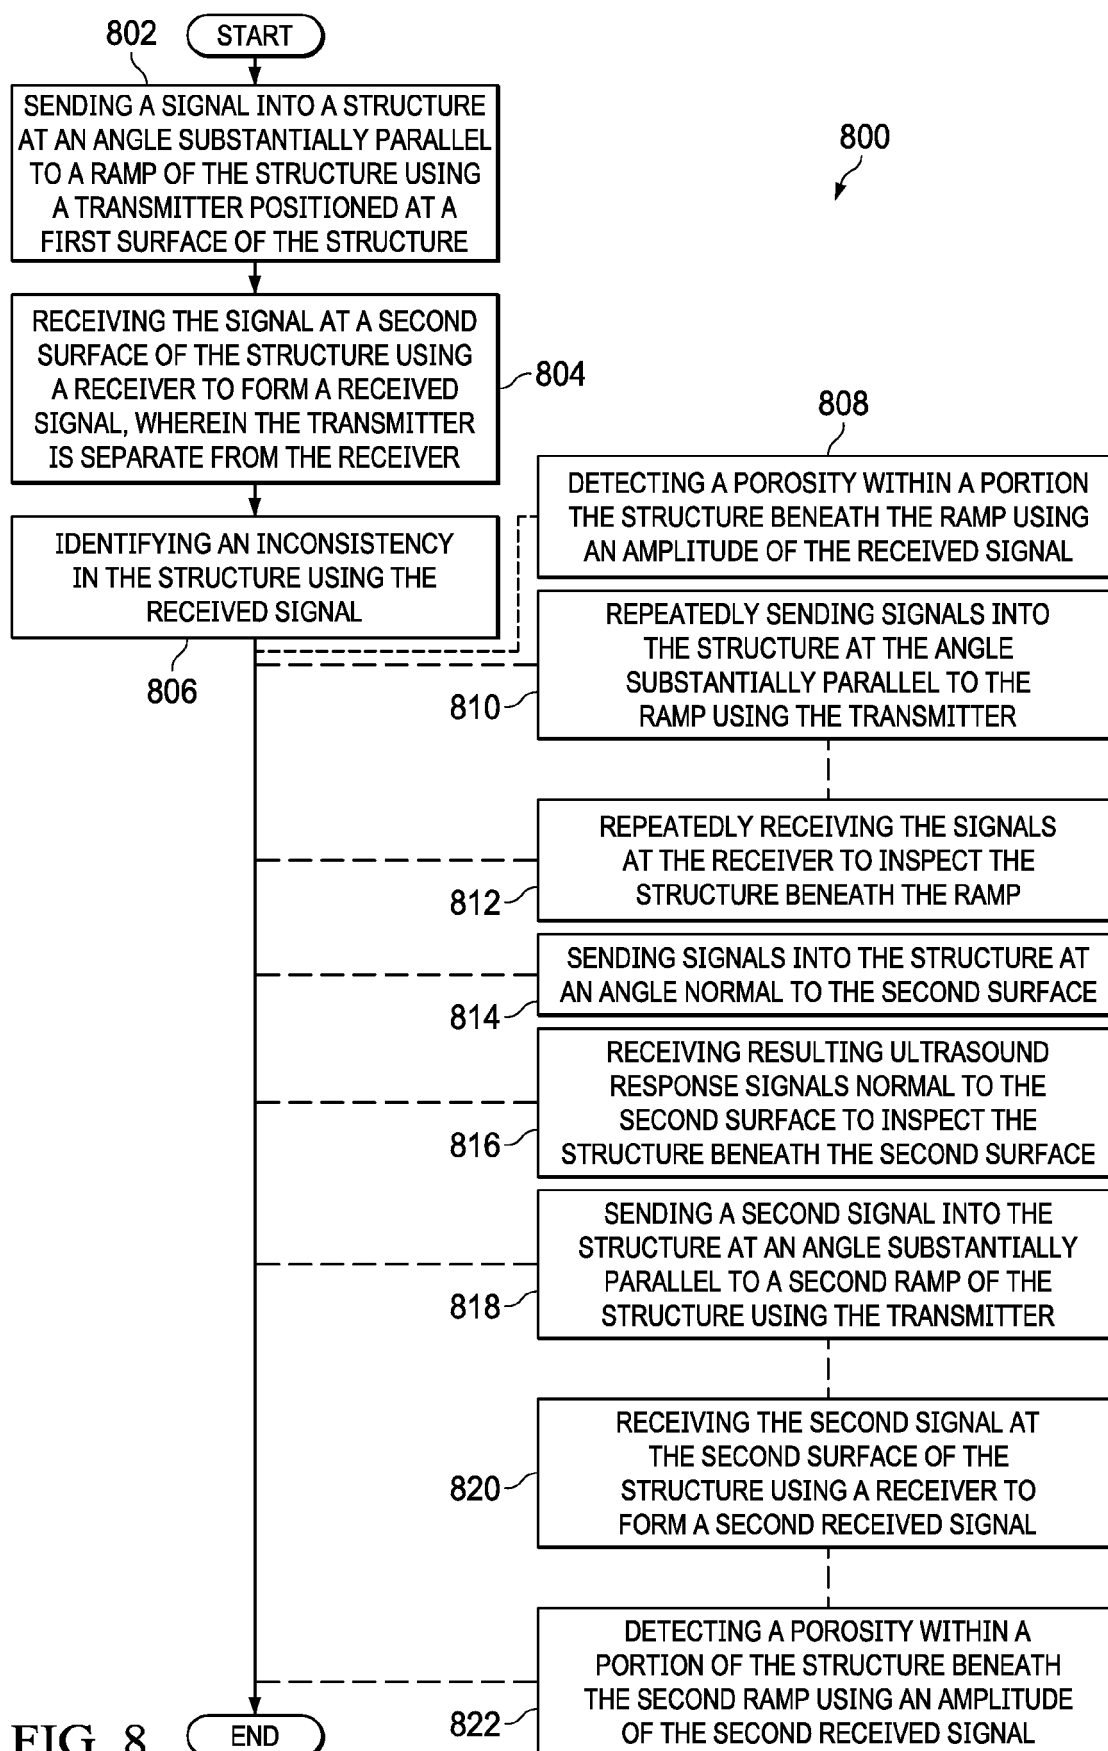 802
START
SENDING A SIGNAL INTO A STRUCTURE
AT AN ANGLE SUBSTANTIALLY PARALLEL
TO A RAMP OF THE STRUCTURE USING
A TRANSMITTER POSITIONED AT A
FIRST SURFACE OF THE STRUCTURE
800
RECEIVING THE SIGNAL AT A SECOND
SURFACE OF THE STRUCTURE USING
A RECEIVER TO FORM A RECEIVED
SIGNAL, WHEREIN THE TRANSMITTER
IS SEPARATE FROM THE RECEIVER
804
IDENTIFYING AN INCONSISTENCY
IN THE STRUCTURE USING THE
RECEIVED SIGNAL
806
808
DETECTING A POROSITY WITHIN A PORTION
THE STRUCTURE BENEATH THE RAMP USING
AN AMPLITUDE OF THE RECEIVED SIGNAL
REPEATEDLY SENDING SIGNALS INTO
THE STRUCTURE AT THE ANGLE
SUBSTANTIALLY PARALLEL TO THE
RAMP USING THE TRANSMITTER
810
REPEATEDLY RECEIVING THE SIGNALS
AT THE RECEIVER TO INSPECT THE
STRUCTURE BENEATH THE RAMP
812
SENDING SIGNALS INTO THE STRUCTURE AT
AN ANGLE NORMAL TO THE SECOND SURFACE
814
RECEIVING RESULTING ULTRASOUND
RESPONSE SIGNALS NORMAL TO THE
SECOND SURFACE TO INSPECT THE
STRUCTURE BENEATH THE SECOND SURFACE
816
SENDING A SECOND SIGNAL INTO THE
STRUCTURE AT AN ANGLE SUBSTANTIALLY
PARALLEL TO A SECOND RAMP OF THE
STRUCTURE USING THE TRANSMITTER
818
RECEIVING THE SECOND SIGNAL AT
THE SECOND SURFACE OF THE
STRUCTURE USING A RECEIVER TO
FORM A SECOND RECEIVED SIGNAL
820
DETECTING A POROSITY WITHIN A
PORTION OF THE STRUCTURE BENEATH
THE SECOND RAMP USING AN AMPLITUDE
OF THE SECOND RECEIVED SIGNAL
822
END
FIG. 8